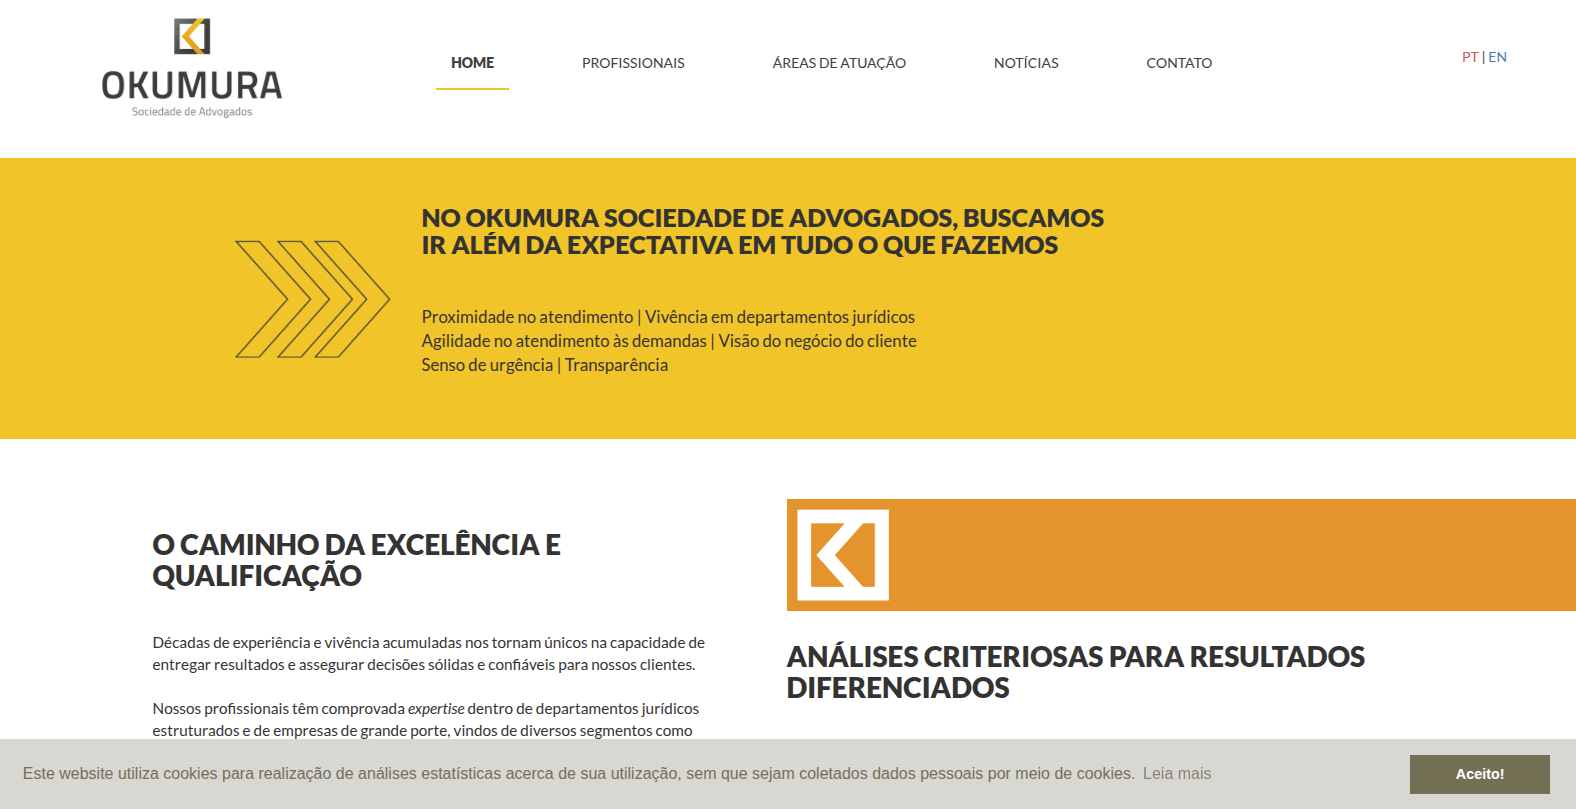 OKUMURA
Sociedade de Advogados
HOME
PROFISSIONAIS
ÁREAS DE ATUAÇÃO
NOTÍCIAS
CONTATO
PT | EN
NO OKUMURA SOCIEDADE DE ADVOGADOS, BUSCAMOS
IR ALÉM DA EXPECTATIVA EM TUDO O QUE FAZEMOS
Proximidade no atendimento | Vivência em departamentos jurídicos
Agilidade no atendimento às demandas | Visão do negócio do cliente
Senso de urgência | Transparência
O CAMINHO DA EXCELÊNCIA E
QUALIFICAÇÃO
Décadas de experiência e vivência acumuladas nos tornam únicos na capacidade de
entregar resultados e assegurar decisões sólidas e confiáveis para nossos clientes.
Nossos profissionais têm comprovada expertise dentro de departamentos jurídicos
estruturados e de empresas de grande porte, vindos de diversos segmentos como
ANÁLISES CRITERIOSAS PARA RESULTADOS
DIFERENCIADOS
Este website utiliza cookies para realização de análises estatísticas acerca de sua utilização, sem que sejam coletados dados pessoais por meio de cookies. Leia mais
Aceito!